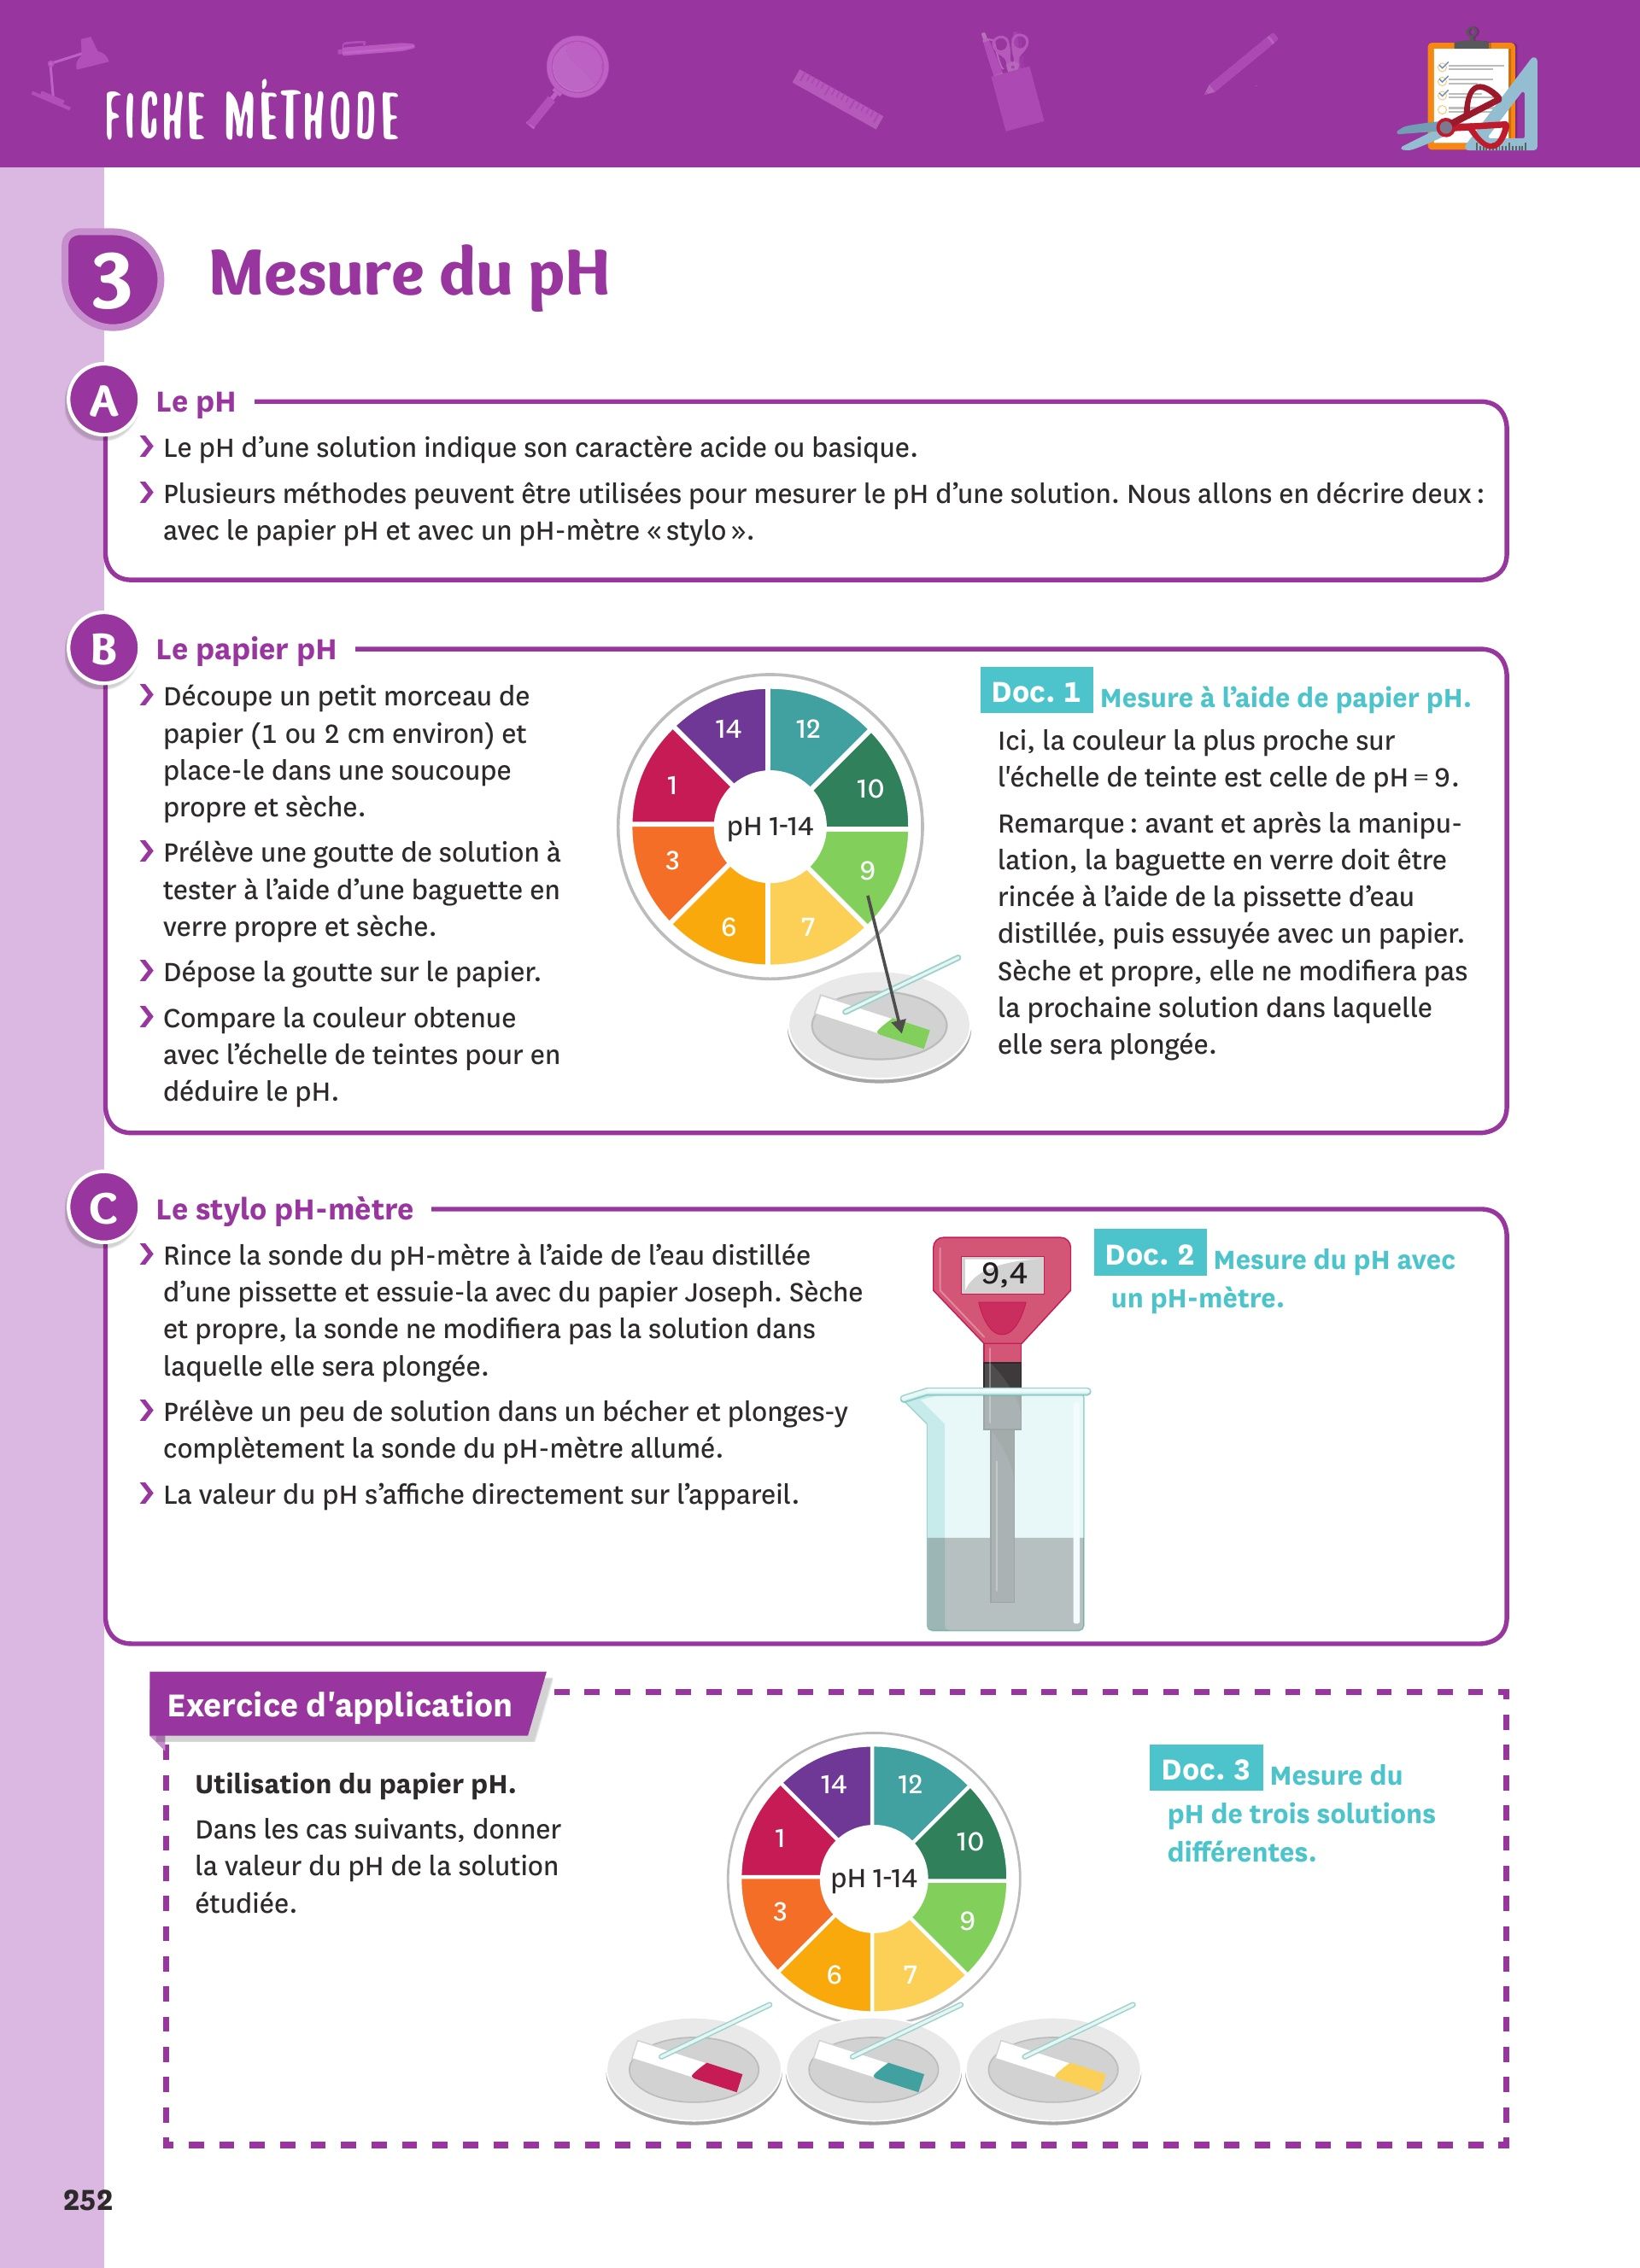 FICHE MÉTHODE
3 Mesure du pH
A Le pH
❯ Le pH d’une solution indique son caractère acide ou basique.
❯ Plusieurs méthodes peuvent être utilisées pour mesurer le pH d’une solution. Nous allons en décrire deux :
avec le papier pH et avec un pH-mètre « stylo ».
B Le papier pH
❯ Découpe un petit morceau de
papier (1 ou 2 cm environ) et
place-le dans une soucoupe
propre et sèche.
❯ Prélève une goutte de solution à
tester à l’aide d’une baguette en
verre propre et sèche.
❯ Dépose la goutte sur le papier.
❯ Compare la couleur obtenue
avec l’échelle de teintes pour en
déduire le pH.
14 12
1 10
pH 1-14
3 9
6 7
Doc. 1 Mesure à l’aide de papier pH.
Ici, la couleur la plus proche sur
l'échelle de teinte est celle de pH = 9.
Remarque : avant et après la manipu-
lation, la baguette en verre doit être
rincée à l’aide de la pissette d’eau
distillée, puis essuyée avec un papier.
Sèche et propre, elle ne modifiera pas
la prochaine solution dans laquelle
elle sera plongée.
C Le stylo pH-mètre
❯ Rince la sonde du pH-mètre à l’aide de l’eau distillée
d’une pissette et essuie-la avec du papier Joseph. Sèche
et propre, la sonde ne modifiera pas la solution dans
laquelle elle sera plongée.
❯ Prélève un peu de solution dans un bécher et plonges-y
complètement la sonde du pH-mètre allumé.
❯ La valeur du pH s’affiche directement sur l’appareil.
9,4
Doc. 2 Mesure du pH avec
un pH-mètre.
Exercice d'application
Utilisation du papier pH.
Dans les cas suivants, donner
la valeur du pH de la solution
étudiée.
14 12
1 10
pH 1-14
3 9
6 7
Doc. 3 Mesure du
pH de trois solutions
différentes.
252